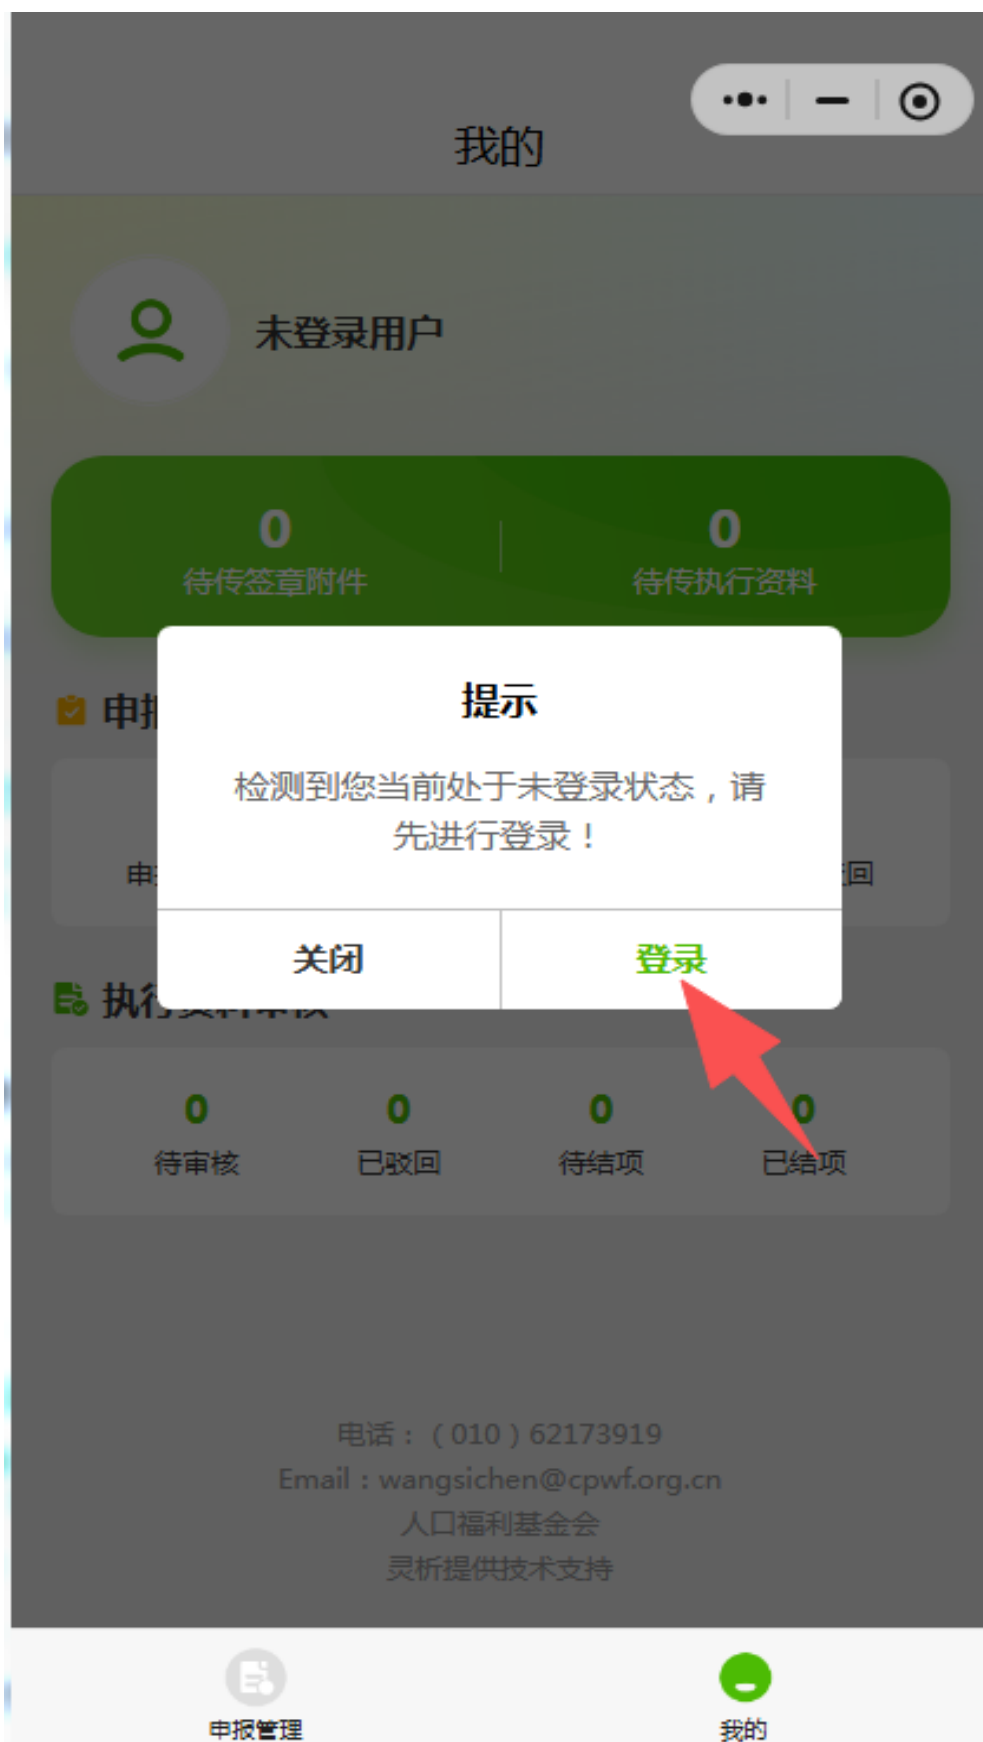 我的
未登录用户
0
0
待传签章附件
待传执行资料
提示
检测到您当前处于未登录状态，请
先进行登录！
关闭
登录
0
0
0
0
待审核
已驳回
待结项
已结项
电话：（010）62173919
Email：wangsichen@cpwf.org.cn
人口福利基金会
灵析提供技术支持
申报管理
我的